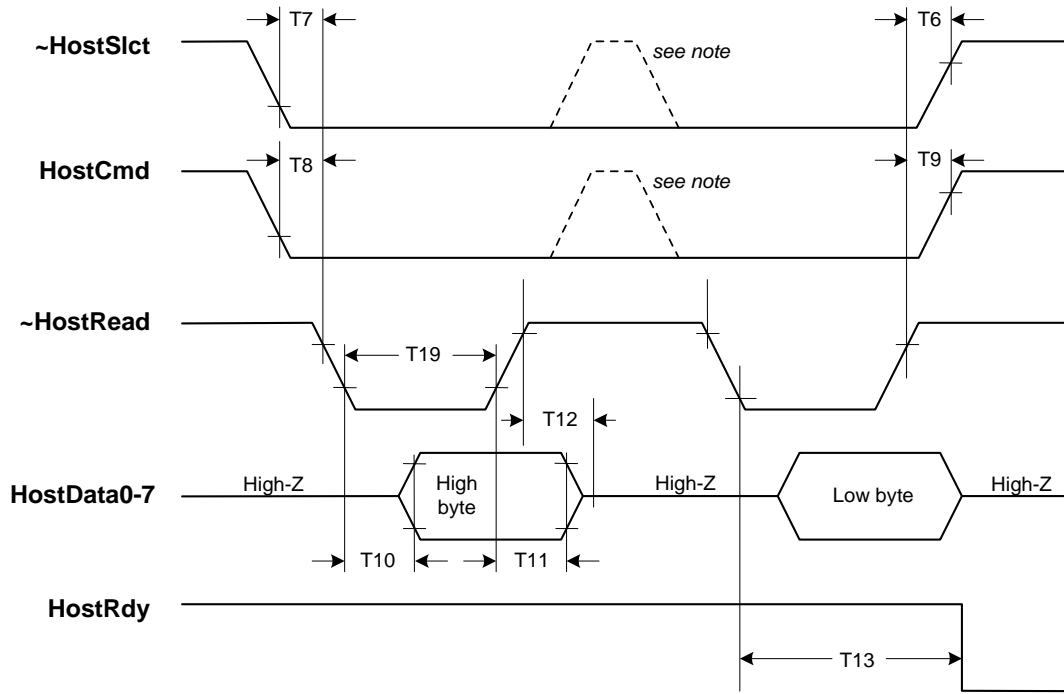 T7
T6
~HostSlct
see note
T8
T9
HostCmd
see note
~HostRead
T19
T12
HostData0-7
High-Z
High
byte
High-Z
Low byte
High-Z
T10
T11
HostRdy
T13